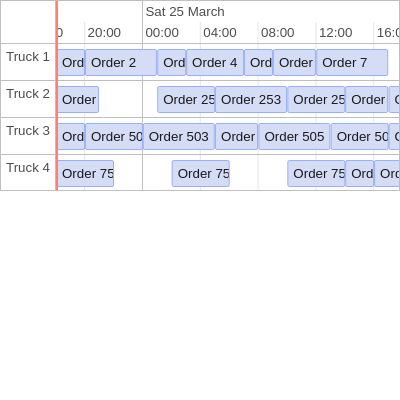 Sat 25 March
0 20:00 00:00 04:00 08:00 12:00 16:0
Truck 1 Ord Order 2 Ord Order 4 Ord Order Order 7
Truck 2 Order Order 25 Order 253 Order 25 Order
Truck 3 Ord Order 50 Order 503 Order Order 505 Order 50
Truck 4 Order 75 Order 75 Order 75 Ord Ord